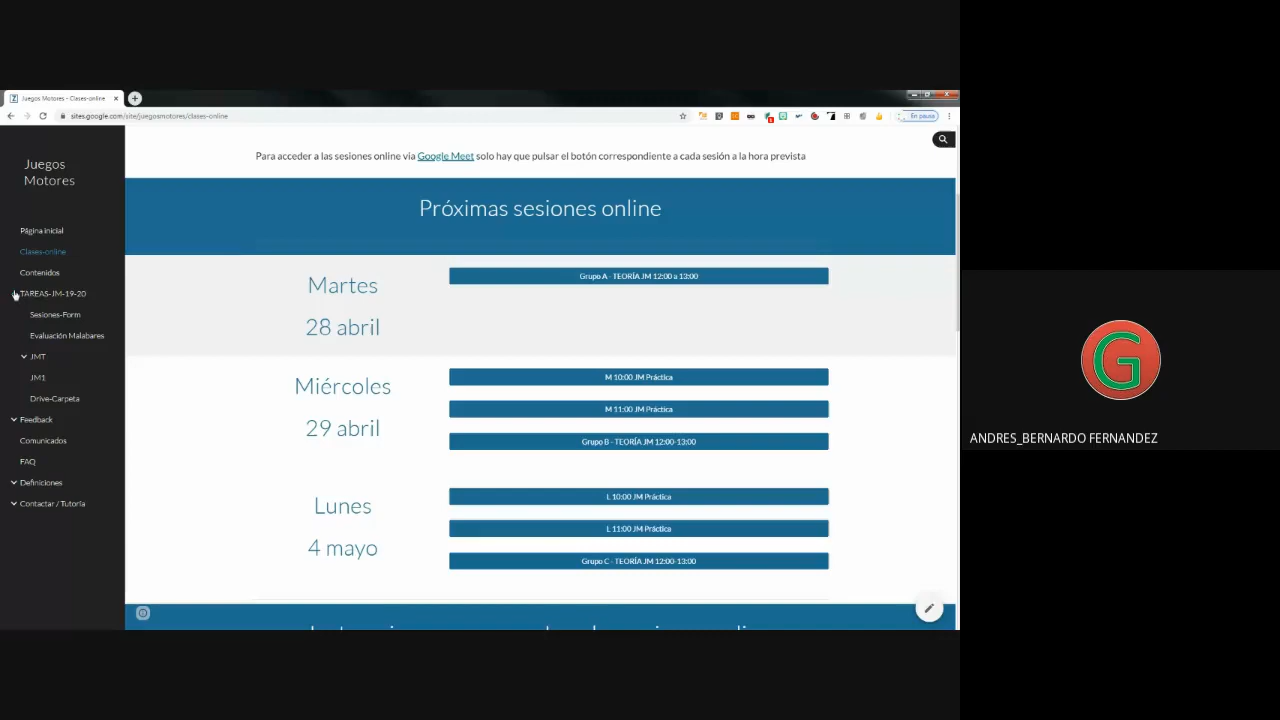 Juegos Motores - Clases-online
sites.google.com/site/juegosmotores/clases-online
En pausa
Juegos
Motores
Página inicial
Clases-online
Contenidos
TAREAS-JM-19-20
Sesiones-Form
Evaluación Malabares
JMT
JM1
Drive-Carpeta
Feedback
Comunicados
FAQ
Definiciones
Contactar / Tutoría
Para acceder a las sesiones online via Google Meet solo hay que pulsar el botón correspondiente a cada sesión a la hora prevista
Próximas sesiones online
Martes
28 abril
Grupo A - TEORÍA JM 12:00 a 13:00
Miércoles
29 abril
M 10:00 JM Práctica
M 11:00 JM Práctica
Grupo B - TEORÍA JM 12:00-13:00
Lunes
4 mayo
L 10:00 JM Práctica
L 11:00 JM Práctica
Grupo C - TEORÍA JM 12:00-13:00
G
ANDRES_BERNARDO FERNANDEZ